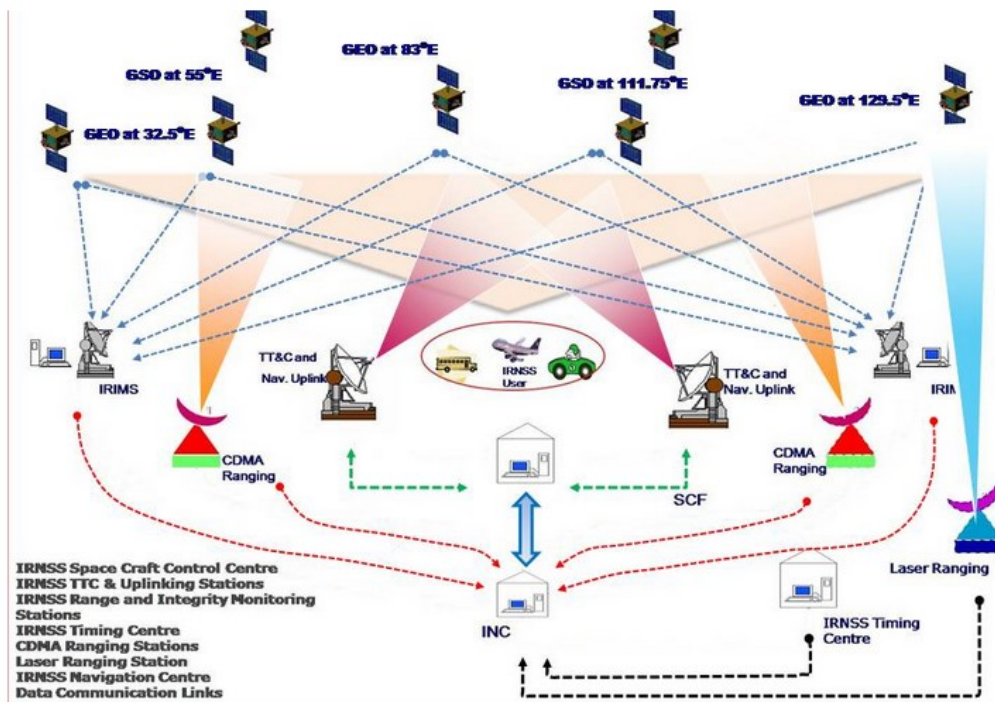 GEO at 83°E
GSO at 55°E
GSO at 111.75°E
GEO at 129.5°E
GEO at 32.5°E
IRIMS
TT&C and
Nav. Uplink
IRNSS
User
TT&C and
Nav. Uplink
IRIM
CDMA
Ranging
CDMA
Ranging
SCF
Laser Ranging
INC
IRNSS Timing
Centre
IRNSS Space Craft Control Centre
IRNSS TTC & Uplinking Stations
IRNSS Range and Integrity Monitoring
Stations
IRNSS Timing Centre
CDMA Ranging Stations
Laser Ranging Station
IRNSS Navigation Centre
Data Communication Links